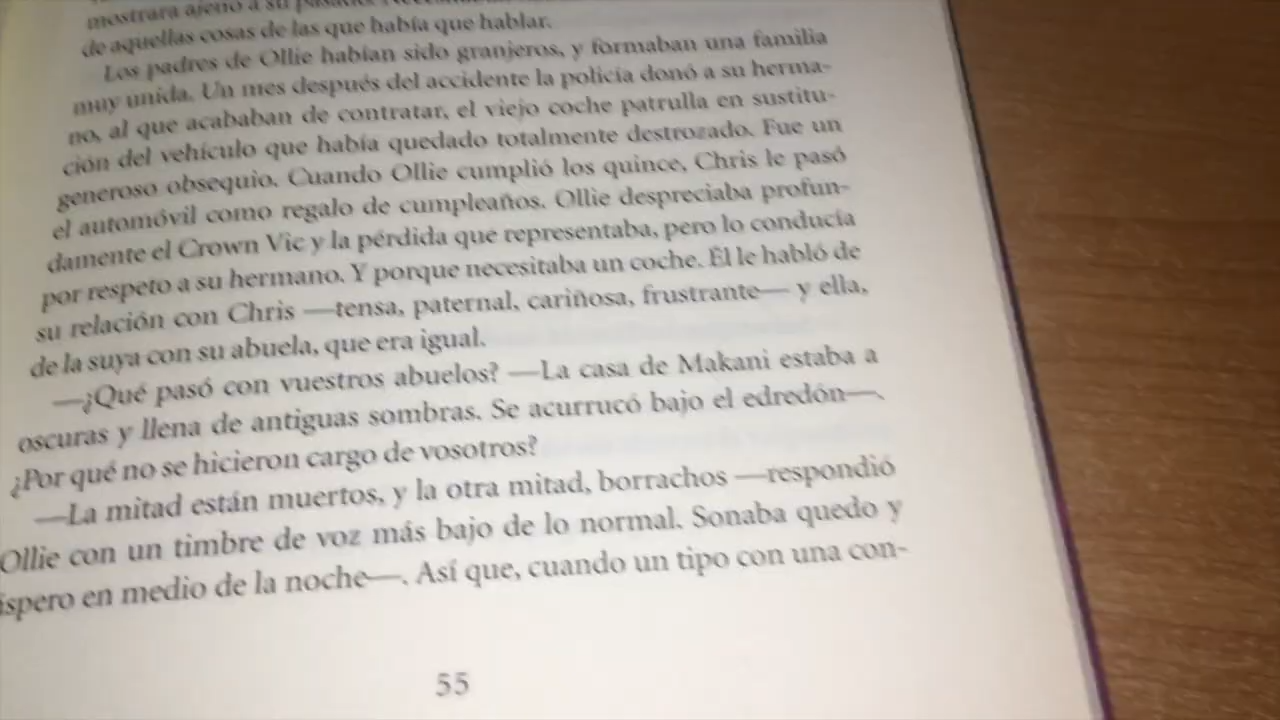 mostrara ajeno a su pasado.
de aquellas cosas de las que había que hablar.
Los padres de Ollie habían sido granjeros, y formaban una familia
muy unida. Un mes después del accidente la policía donó a su herma-
no, al que acababan de contratar, el viejo coche patrulla en sustitu-
ción del vehículo que había quedado totalmente destrozado. Fue un
generoso obsequio. Cuando Ollie cumplió los quince, Chris le pasó
el automóvil como regalo de cumpleaños. Ollie despreciaba profun-
damente el Crown Vic y la pérdida que representaba, pero lo conducía
por respeto a su hermano. Y porque necesitaba un coche. Él le habló de
su relación con Chris —tensa, paternal, cariñosa, frustrante— y ella,
de la suya con su abuela, que era igual.
—¿Qué pasó con vuestros abuelos? —La casa de Makani estaba a
oscuras y llena de antiguas sombras. Se acurrucó bajo el edredón—.
¿Por qué no se hicieron cargo de vosotros?
—La mitad están muertos, y la otra mitad, borrachos —respondió
Ollie con un timbre de voz más bajo de lo normal. Sonaba quedo y
íspero en medio de la noche—. Así que, cuando un tipo con una con-
55